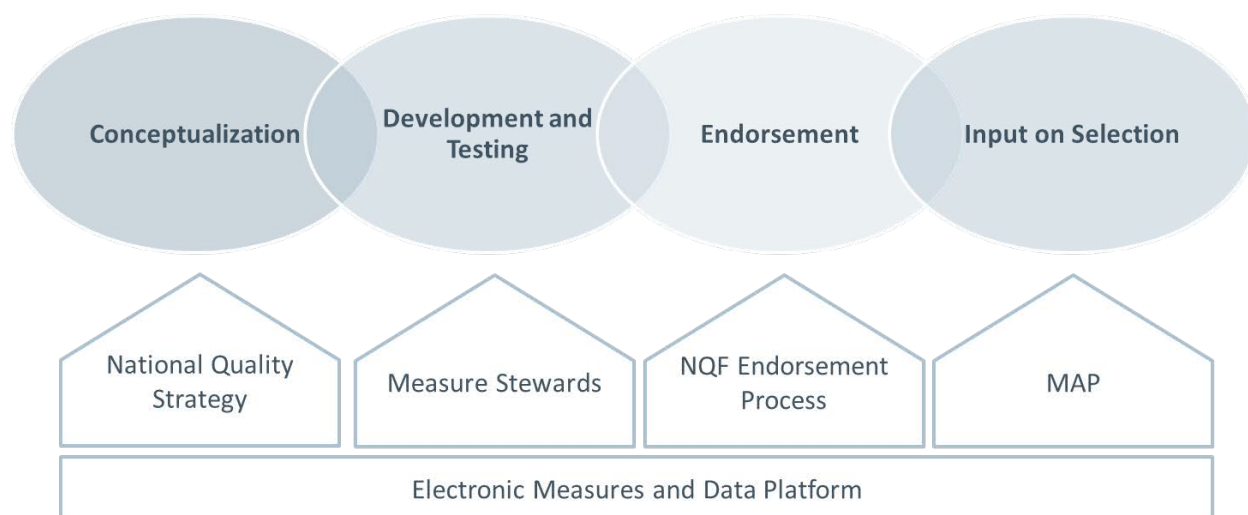 Conceptualization
Development and
Testing
Endorsement
Input on Selection
National Quality
Strategy
Measure Stewards
NQF Endorsement
Process
MAP
Electronic Measures and Data Platform